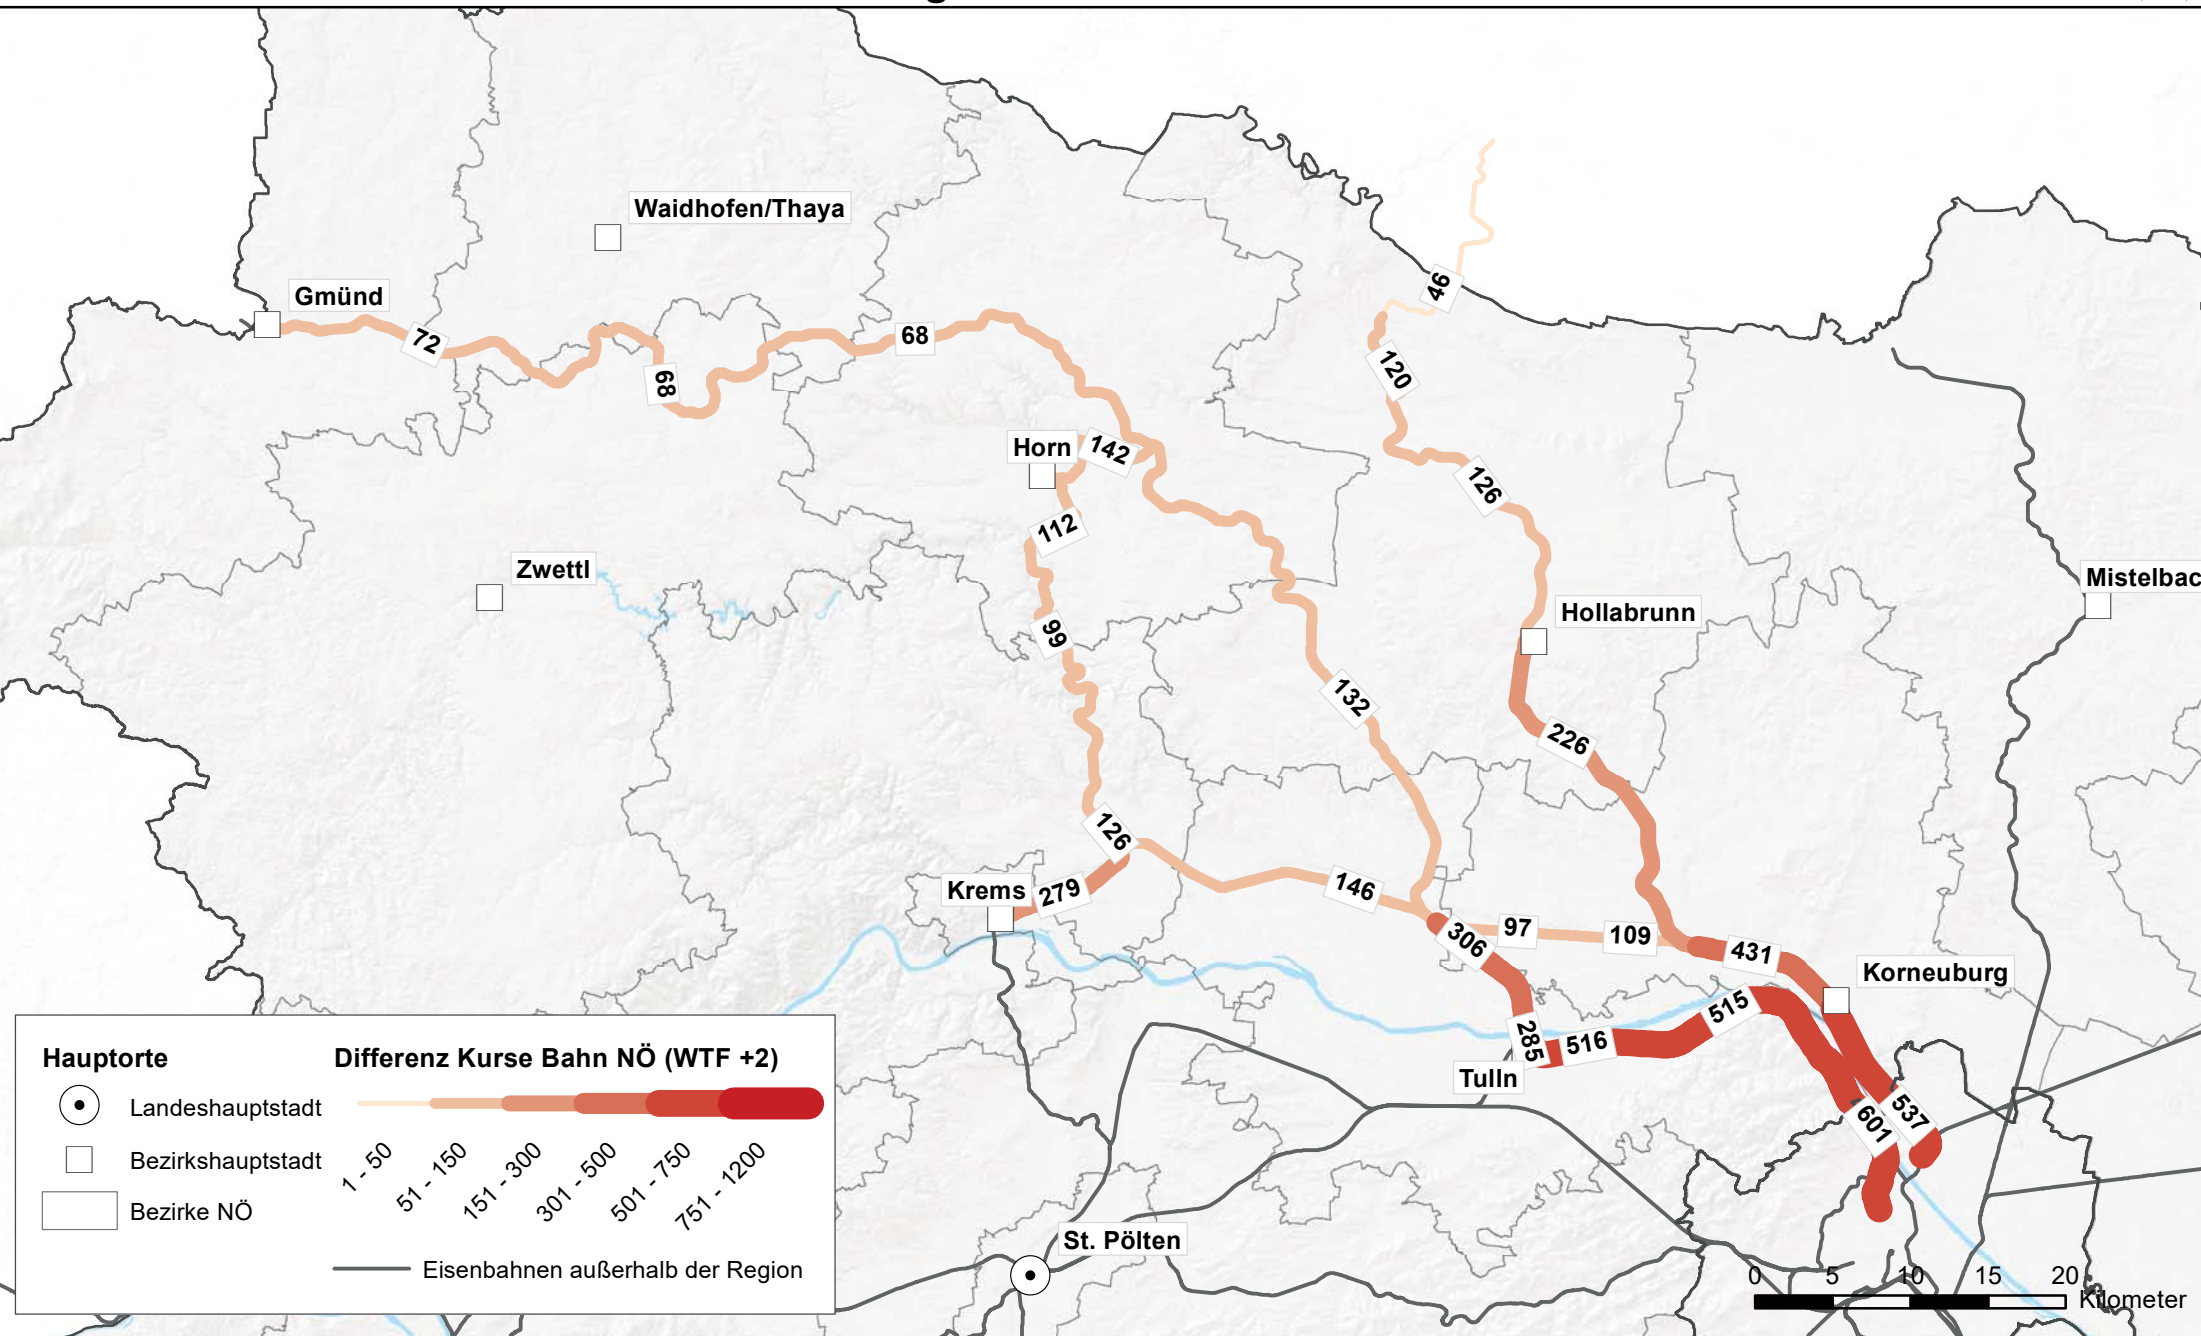 Waidhofen/Thaya
Gmünd
46
72
68
68
120
Horn
142
126
112
Zwettl
Mistelbac
99
Hollabrunn
132
226
126
Krems
279
146
97
109
306
431
Korneuburg
515
285
516
Tulln
537
601
St. Pölten
Hauptorte
Landeshauptstadt
Bezirkshauptstadt
Bezirke NÖ
Differenz Kurse Bahn NÖ (WTF +2)
1 - 50
51 - 150
151 - 300
301 - 500
501 - 750
751 - 1200
Eisenbahnen außerhalb der Region
0 5 10 15 20
Kilometer